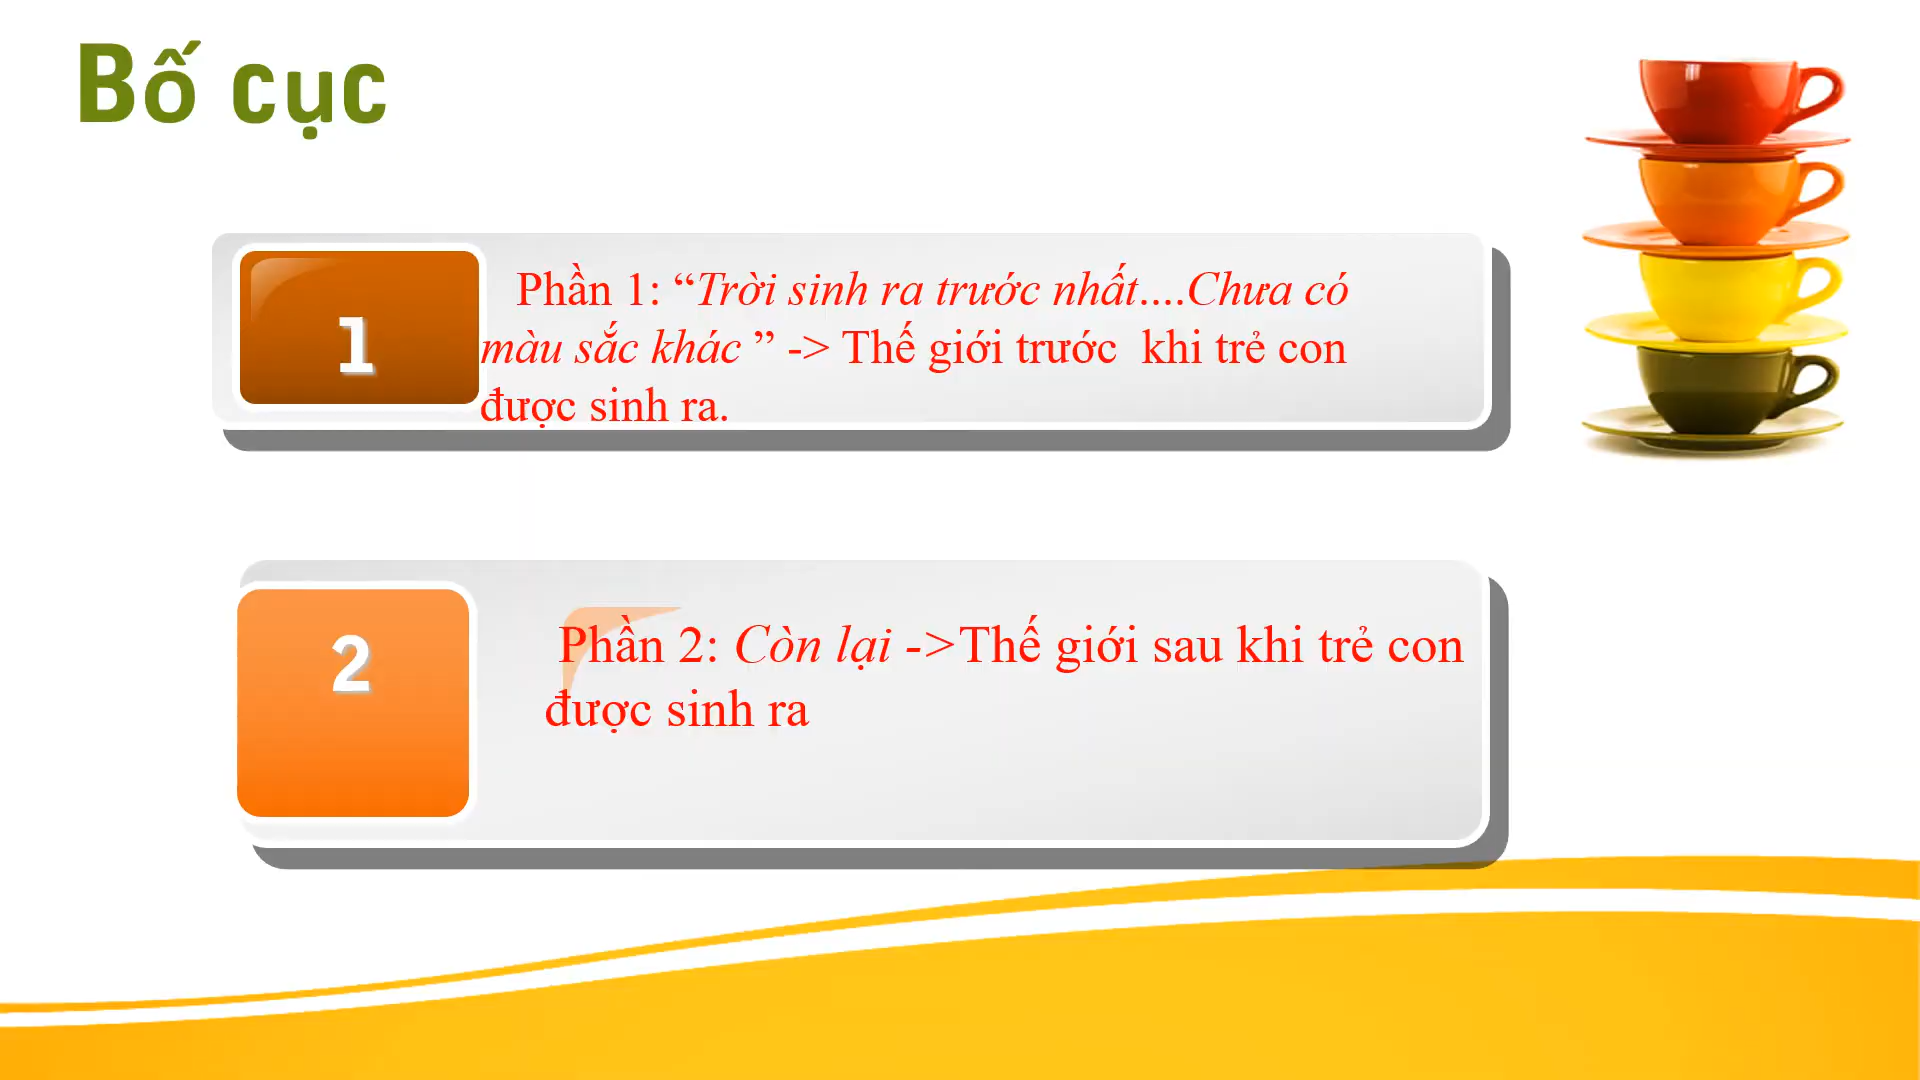 Bố cục
1
Phần 1: “Trời sinh ra trước nhất....Chưa có
màu sắc khác ” -> Thế giới trước  khi trẻ con
được sinh ra.
2
Phần 2: Còn lại ->Thế giới sau khi trẻ con
được sinh ra